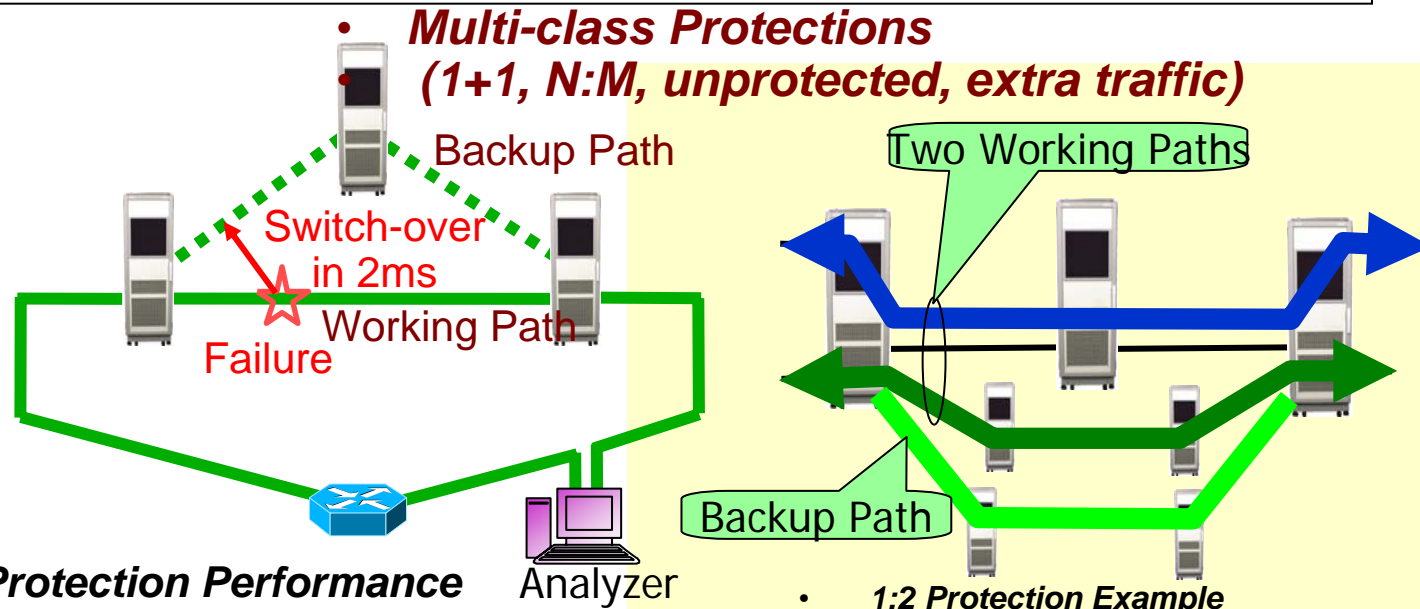 • Multi-class Protections
• (1+1, N:M, unprotected, extra traffic)
Backup Path
Switch-over
in 2ms
Working Path
Failure
Protection Performance
Analyzer
Two Working Paths
Backup Path
• 1:2 Protection Example